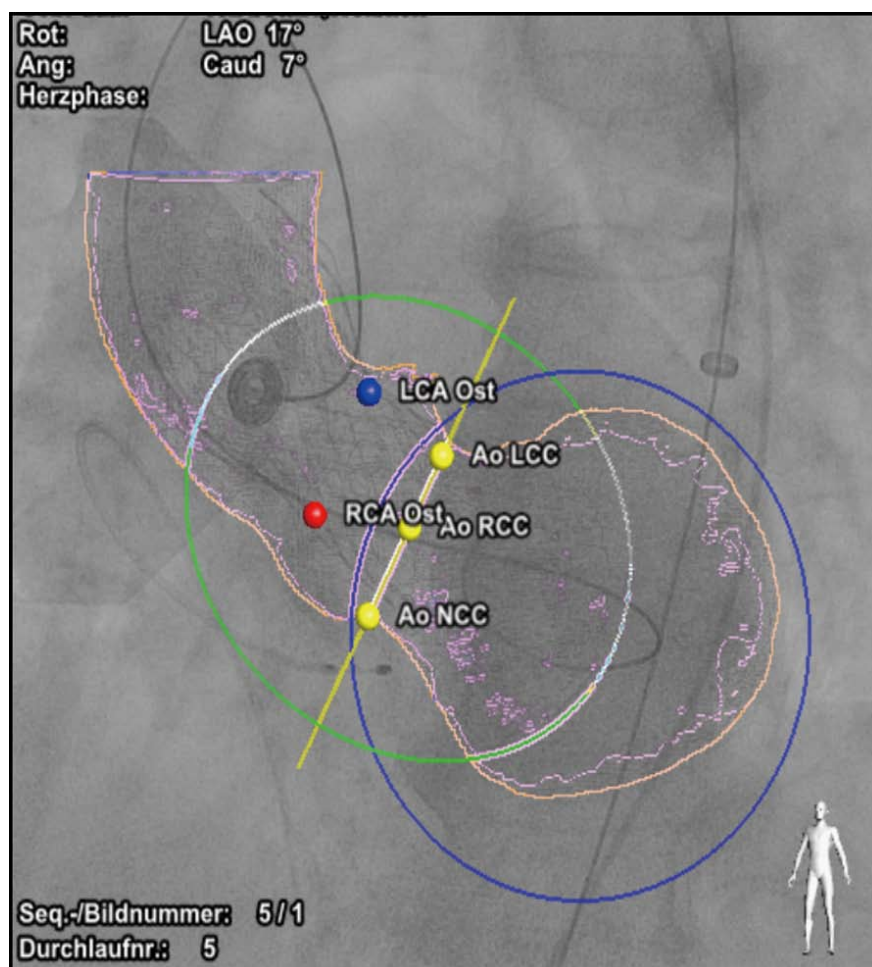 Rot: LAO 17°
Ang: Caud 7°
Herzphase:
LCA Ost
Ao LCC
RCA Ost
Ao RCC
Ao NCC
Seq.-/Bildnummer: 5 / 1
Durchlaufnr.: 5